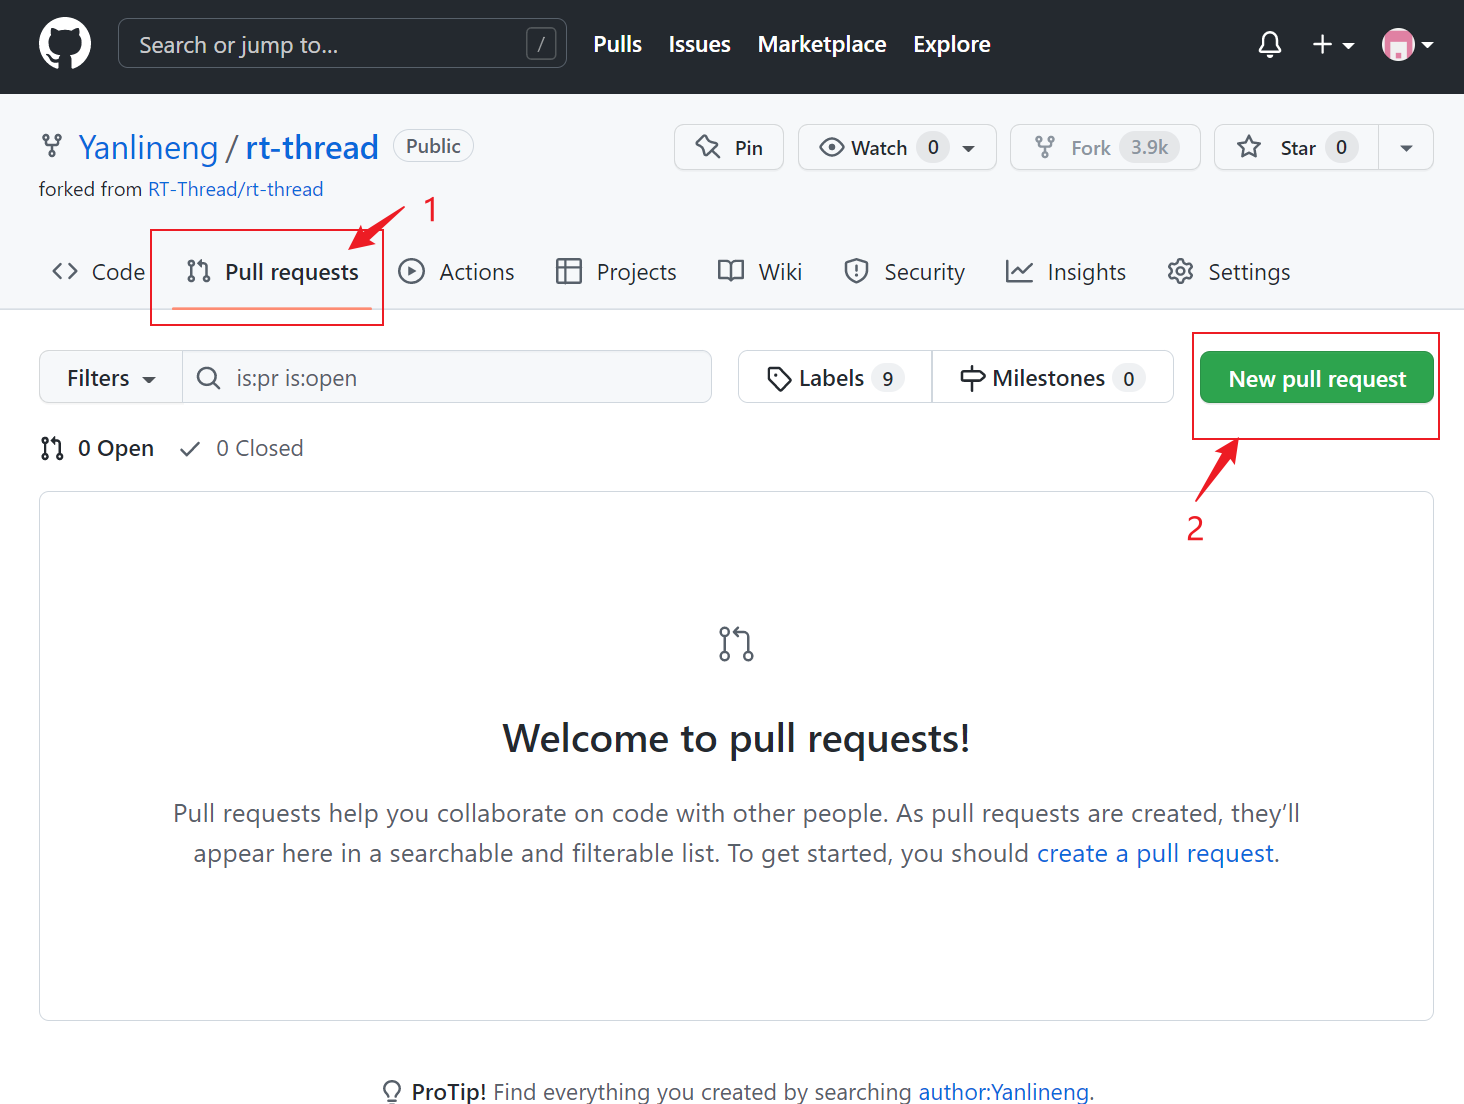 Search or jump to... / Pulls Issues Marketplace Explore
Yanlineng / rt-thread Public Pin Watch 0 Fork 3.9k Star 0
forked from RT-Thread/rt-thread
1
Code Pull requests Actions Projects Wiki Security Insights Settings
Filters is:pr is:open Labels 9 Milestones 0 New pull request
0 Open 0 Closed
2
Welcome to pull requests!
Pull requests help you collaborate on code with other people. As pull requests are created, they’ll
appear here in a searchable and filterable list. To get started, you should create a pull request.
ProTip! Find everything you created by searching author:Yanlineng.